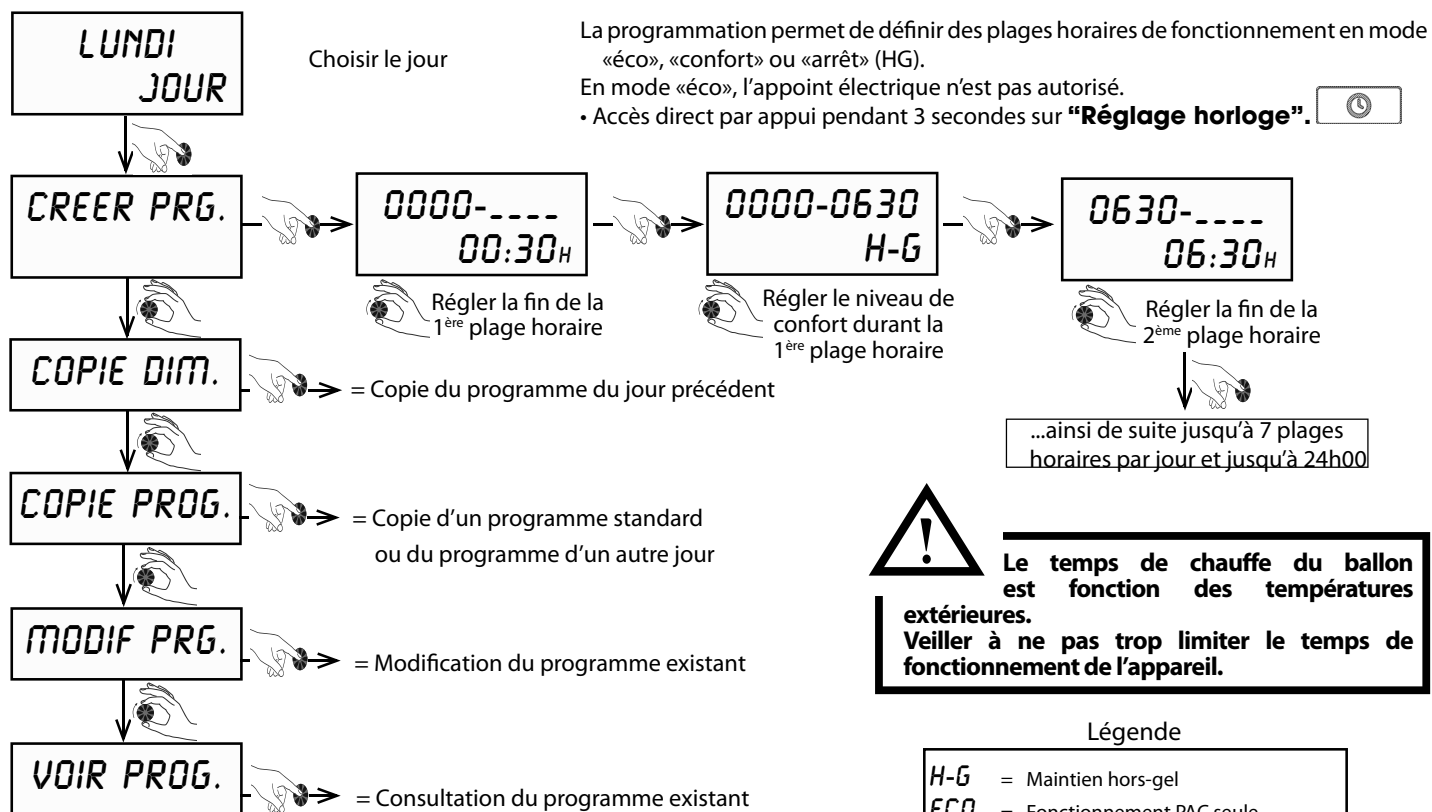 LUNDI
JOUR
Choisir le jour
La programmation permet de définir des plages horaires de fonctionnement en mode
«éco», «confort» ou «arrêt» (HG).
En mode «éco», l'appoint électrique n'est pas autorisé.
• Accès direct par appui pendant 3 secondes sur "Réglage horloge".
CREER PRG.
0000-____
00:30H
0000-0630
H-G
0630-____
06:30H
Régler la fin de la
1ère plage horaire
Régler le niveau de
confort durant la
1ère plage horaire
Régler la fin de la
2ème plage horaire
COPIE DIM.
= Copie du programme du jour précédent
...ainsi de suite jusqu'à 7 plages
horaires par jour et jusqu'à 24h00
COPIE PROG.
= Copie d'un programme standard
ou du programme d'un autre jour
!
Le temps de chauffe du ballon
est fonction des températures
extérieures.
Veiller à ne pas trop limiter le temps de
fonctionnement de l'appareil.
MODIF PRG.
= Modification du programme existant
VOIR PROG.
= Consultation du programme existant
Légende
H-G = Maintien hors-gel
ECO = Fonctionnement PAC seule